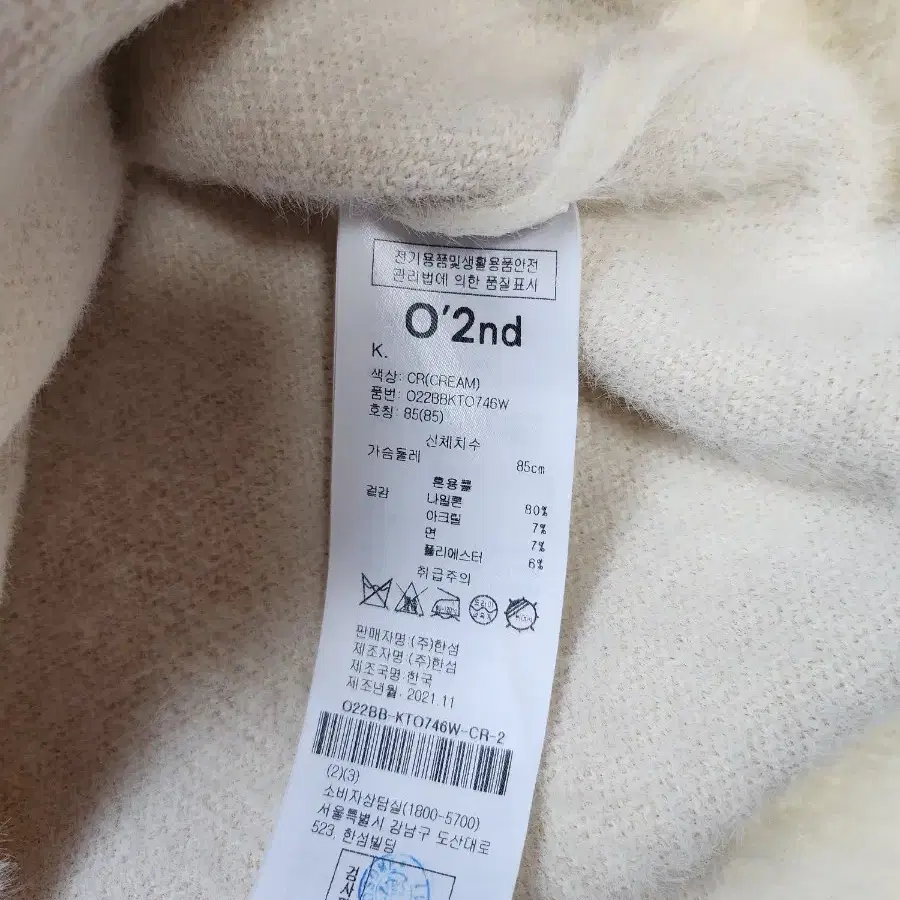 전기용품및생활용품안전
관리법에 의한 품질표시
O'2nd
K.
색상: CR(CREAM)
품번: O22BBKTO746W
호칭: 85(85)
신체치수
가슴둘레 85cm
혼용률
겉감 나일론 80%
아크릴 7%
면 7%
폴리에스터 6%
취급주의
판매자명:(주)한섬
제조자명:(주)한섬
제조국명:한국
제조년월. 2021.11
O22BB-KTO746W-CR-2
(2)(3)
소비자상담실(1800-5700)
서울특별시 강남구 도산대로
523, 한섬빌딩
검사